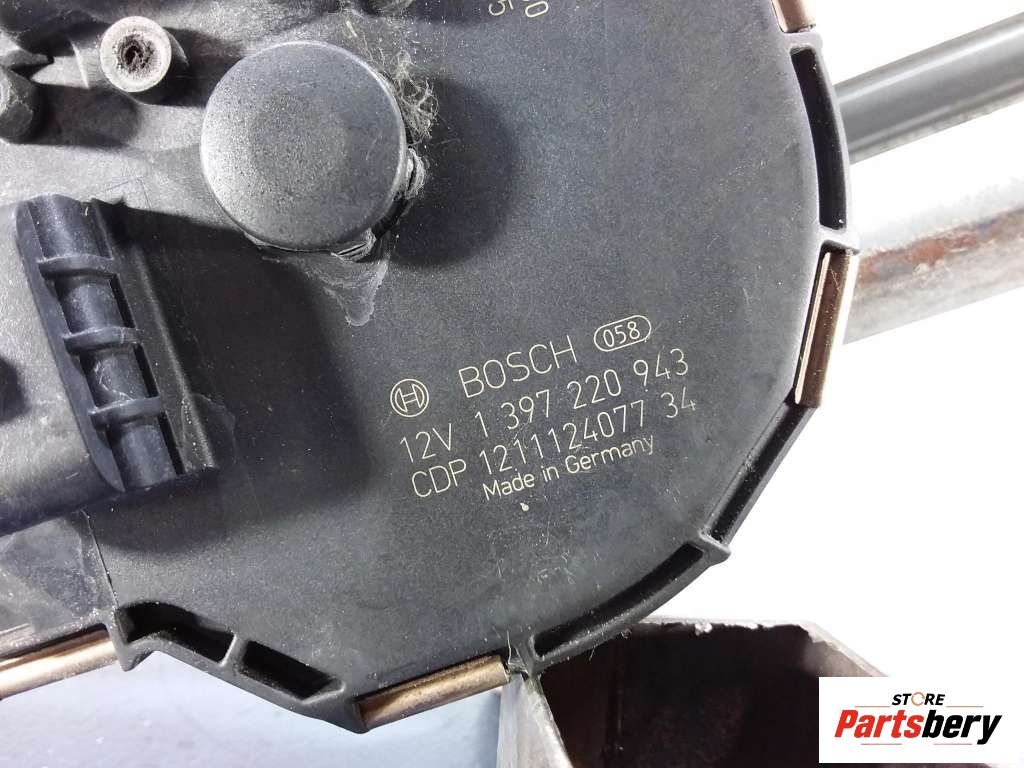 BOSCH 058
12V 1 397 220 943
CDP 1211124077 34
Made in Germany
STORE
Partsbery